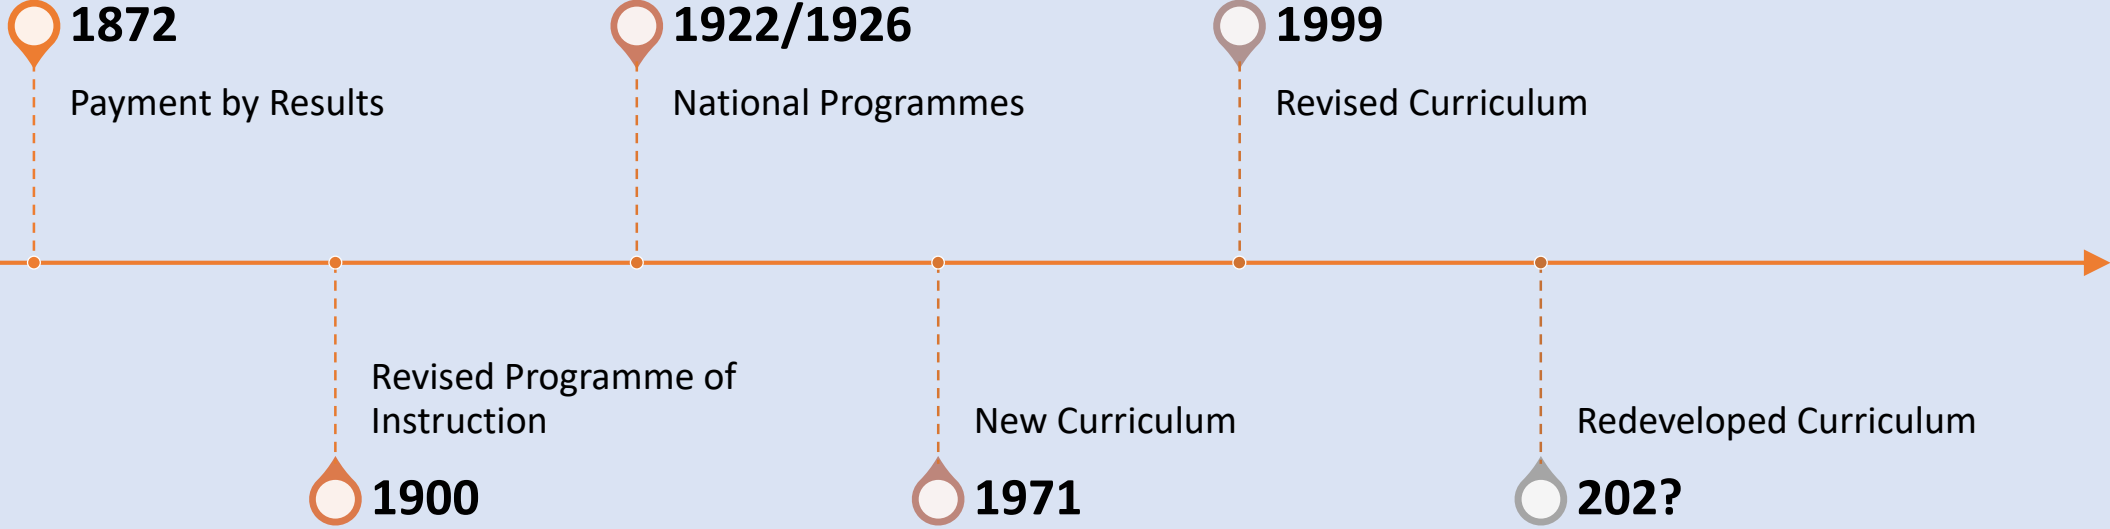 1872
Payment by Results
1922/1926
National Programmes
1999
Revised Curriculum
Revised Programme of
Instruction
1900
New Curriculum
1971
Redeveloped Curriculum
202?